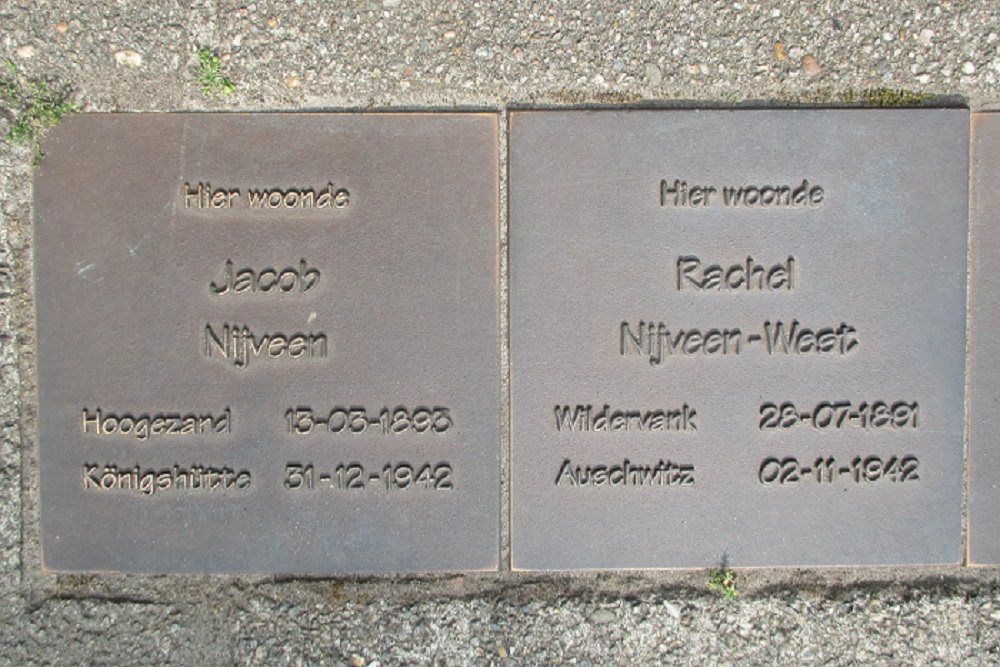 Hier woonde
Jacob
Nijveen
Hoogezand 13-03-1893
Königshütte 31-12-1942
Hier woonde
Rachel
Nijveen-West
Wildervank 28-07-1891
Auschwitz 02-11-1942